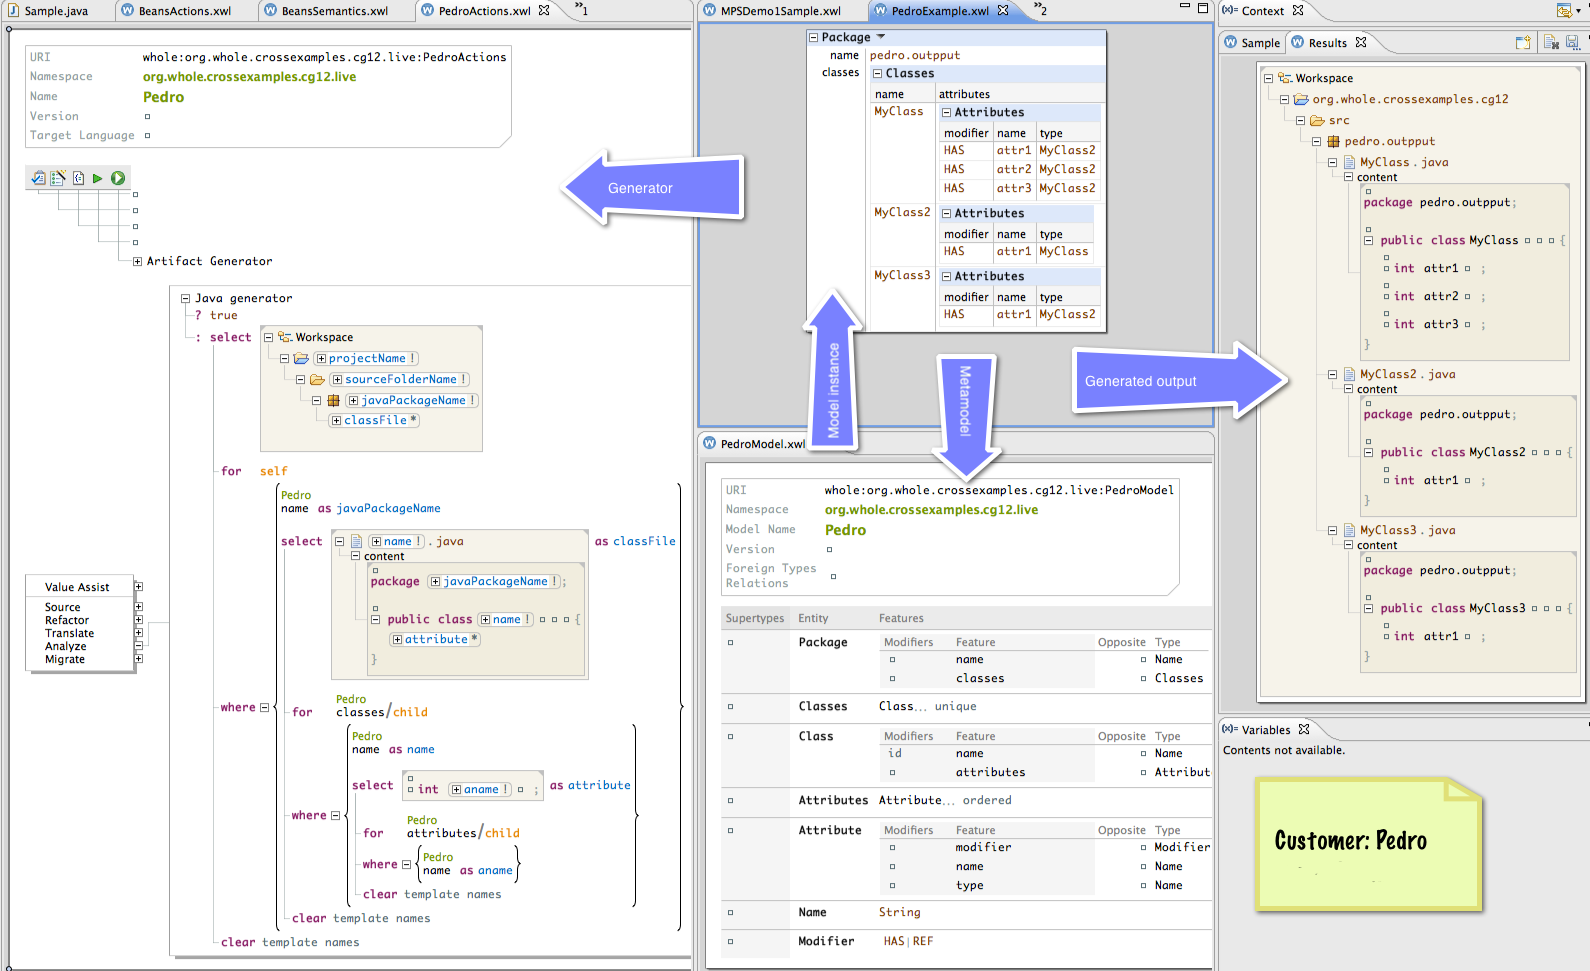 Sample.java
BeansActions.xwl
BeansSemantics.xwl
PedroActions.xwl
»1
URI whole:org.whole.crossexamples.cg12.live:PedroActions
Namespace org.whole.crossexamples.cg12.live
Name Pedro
Version
Target Language
Artifact Generator
Java generator
? true
: select
Workspace
projectName !
sourceFolderName !
javaPackageName !
classFile *
for self
Pedro
name as javaPackageName
select name ! . java as classFile
content
package javaPackageName ! ;
public class name ! {
attribute *
}
where
for
Pedro
classes/child
Pedro
name as name
select int aname ! ; as attribute
where
for
Pedro
attributes/child
where
Pedro
name as aname
clear template names
clear template names
clear template names
Value Assist
Source
Refactor
Translate
Analyze
Migrate
MPSDemo1Sample.xwl
PedroExample.xwl
»2
Package
name pedro.outpput
classes Classes
name attributes
MyClass Attributes
modifier name type
HAS attr1 MyClass2
HAS attr2 MyClass2
HAS attr3 MyClass2
MyClass2 Attributes
modifier name type
HAS attr1 MyClass
MyClass3 Attributes
modifier name type
HAS attr1 MyClass2
Generator
Model instance
Metamodel
Generated output
PedroModel.xwl
URI whole:org.whole.crossexamples.cg12.live:PedroModel
Namespace org.whole.crossexamples.cg12.live
Model Name Pedro
Version
Foreign Types
Relations
Supertypes Entity Features
Package Modifiers Feature Opposite Type
name Name
classes Classes
Classes Class... unique
Class Modifiers Feature Opposite Type
id name Name
attributes Attribut
Attributes Attribute... ordered
Attribute Modifiers Feature Opposite Type
modifier Modifier
name Name
type Name
Name String
Modifier HAS|REF
(x)= Context
Sample
Results
Workspace
org.whole.crossexamples.cg12
src
pedro.outpput
MyClass . java
content
package pedro.outpput;
public class MyClass {
int attr1 ;
int attr2 ;
int attr3 ;
}
MyClass2 . java
content
package pedro.outpput;
public class MyClass2 {
int attr1 ;
}
MyClass3 . java
content
package pedro.outpput;
public class MyClass3 {
int attr1 ;
}
(x)= Variables
Contents not available.
Customer: Pedro